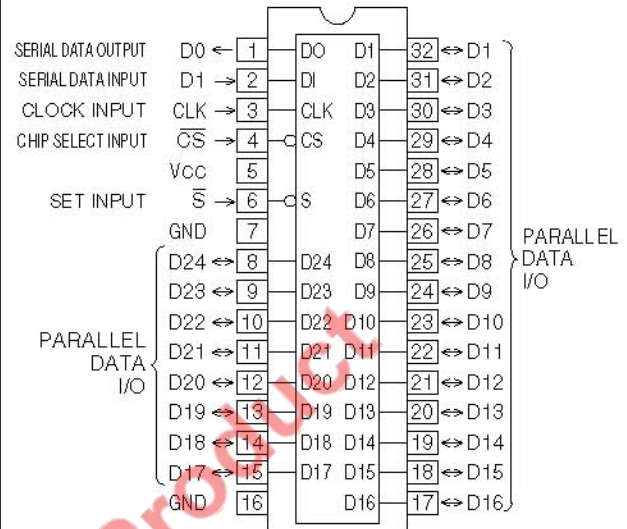 SERIAL DATA OUTPUT D0 ← 1 DO D1 32 ↔ D1
SERIAL DATA INPUT D1 → 2 DI D2 31 ↔ D2
CLOCK INPUT CLK → 3 CLK D3 30 ↔ D3
CHIP SELECT INPUT C̅S̅ → 4 CS D4 29 ↔ D4
Vcc 5 D5 28 ↔ D5
SET INPUT S̅ → 6 S D6 27 ↔ D6
GND 7 D7 26 ↔ D7
D24 ↔ 8 D24 D8 25 ↔ D8
D23 ↔ 9 D23 D9 24 ↔ D9
D22 ↔ 10 D22 D10 23 ↔ D10
D21 ↔ 11 D21 D11 22 ↔ D11
D20 ↔ 12 D20 D12 21 ↔ D12
D19 ↔ 13 D19 D13 20 ↔ D13
D18 ↔ 14 D18 D14 19 ↔ D14
D17 ↔ 15 D17 D15 18 ↔ D15
GND 16 D16 17 ↔ D16
PARALLEL
DATA
I/O
PARALLEL
DATA
I/O
roduct